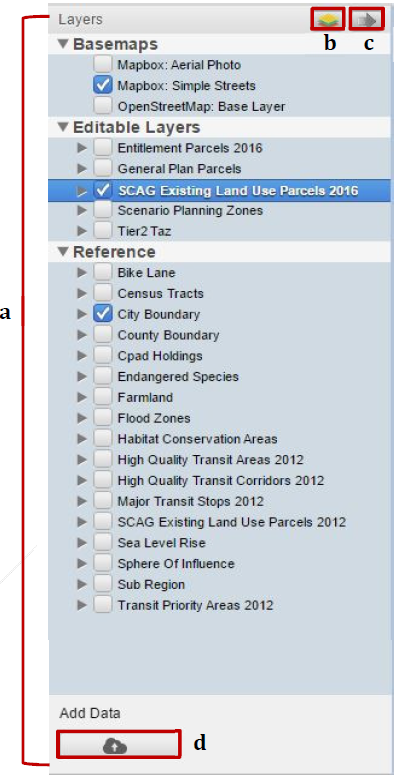 Layers
b c
Basemaps
Mapbox: Aerial Photo
Mapbox: Simple Streets
OpenStreetMap: Base Layer
Editable Layers
Entitlement Parcels 2016
General Plan Parcels
SCAG Existing Land Use Parcels 2016
Scenario Planning Zones
Tier2 Taz
Reference
Bike Lane
Census Tracts
a
City Boundary
County Boundary
Cpad Holdings
Endangered Species
Farmland
Flood Zones
Habitat Conservation Areas
High Quality Transit Areas 2012
High Quality Transit Corridors 2012
Major Transit Stops 2012
SCAG Existing Land Use Parcels 2012
Sea Level Rise
Sphere Of Influence
Sub Region
Transit Priority Areas 2012
Add Data
d